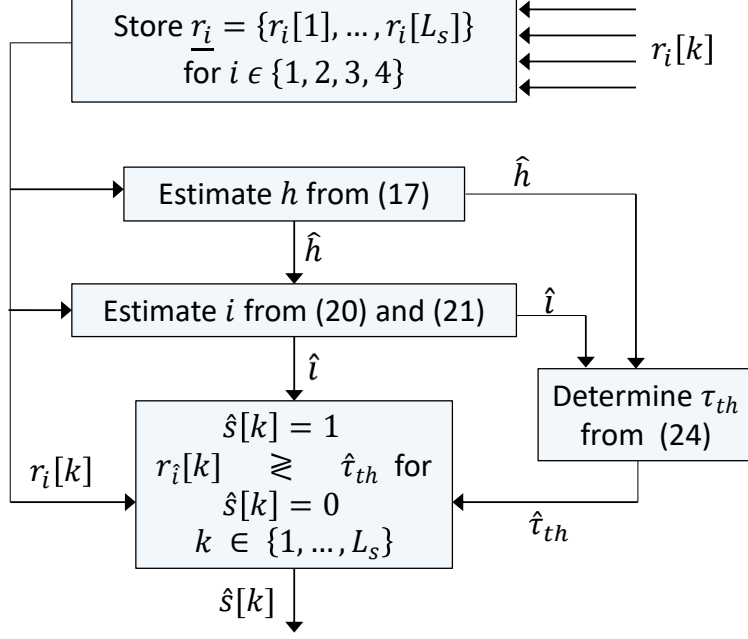 Store r_i = {r_i[1], … , r_i[L_s]}
for i ϵ {1, 2, 3, 4}
r_i[k]
Estimate h from (17)
ĥ
ĥ
Estimate i from (20) and (21)
î
î
Determine τ_th
from (24)
ŝ[k] = 1
r_î[k] ≷ τ̂_th for
ŝ[k] = 0
k ∈ {1, … , L_s}
r_i[k]
τ̂_th
ŝ[k]